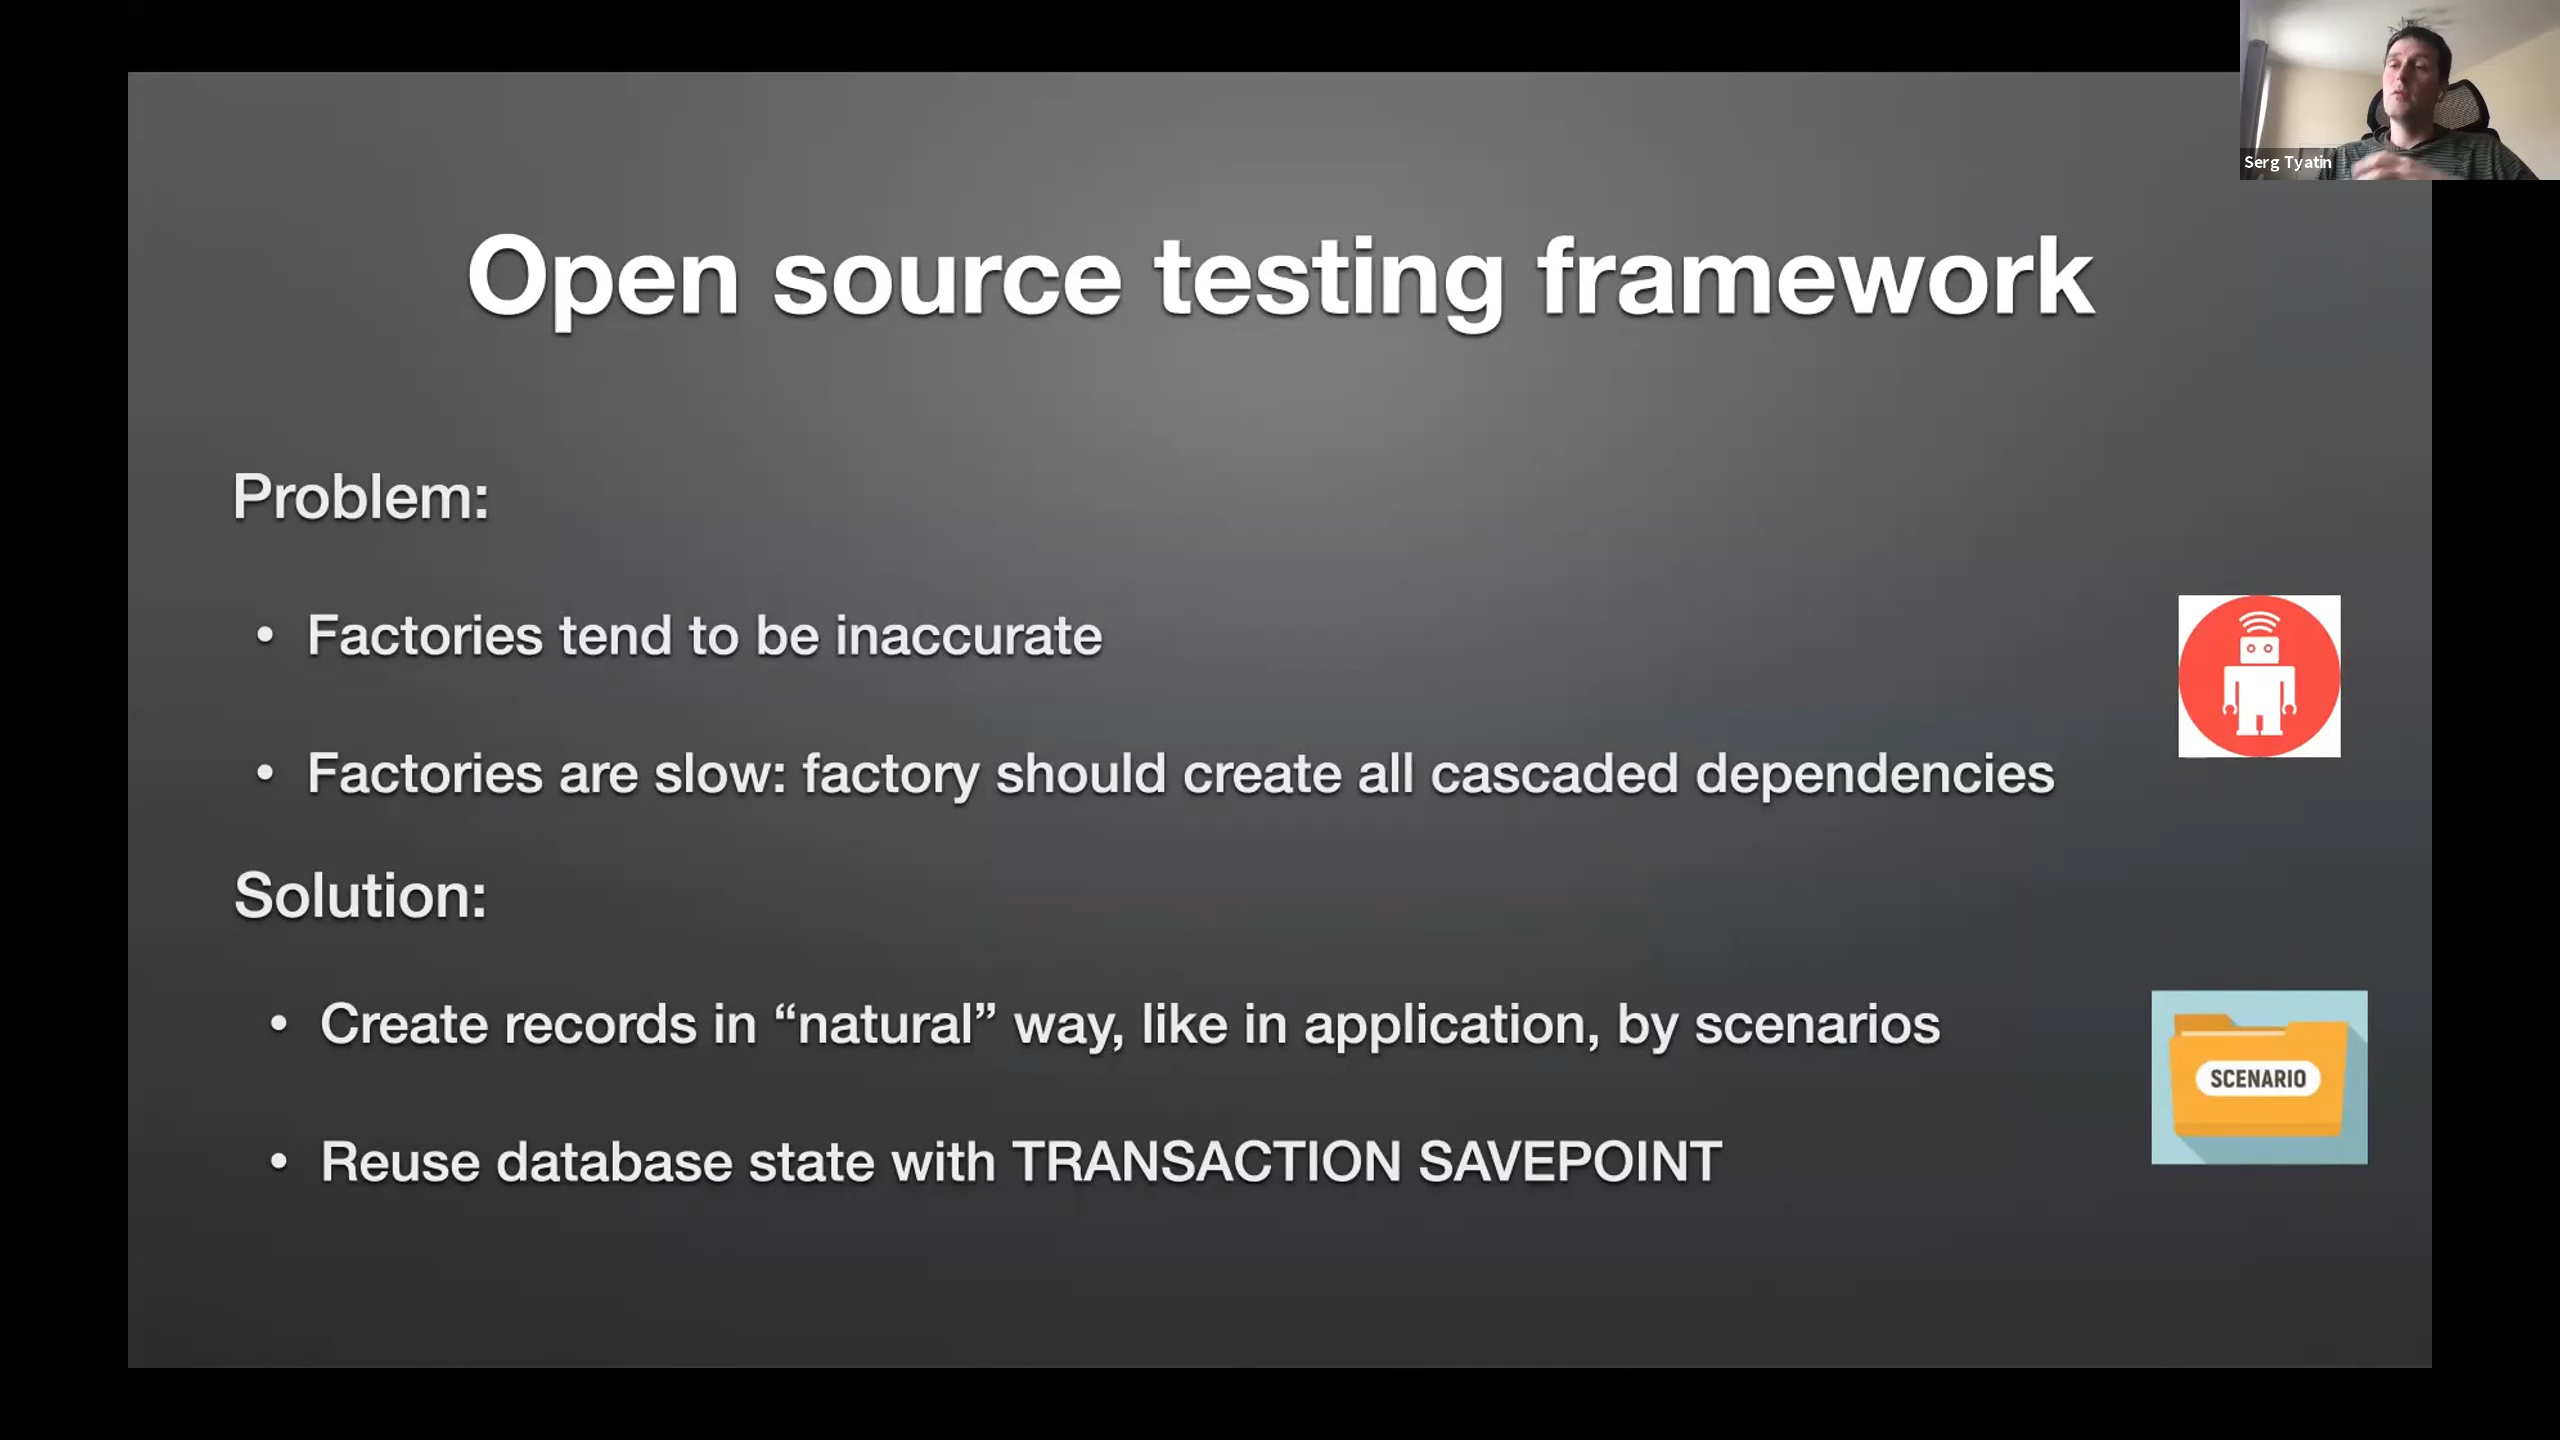 Serg Tyatin
Open source testing framework
Problem:
• Factories tend to be inaccurate
• Factories are slow: factory should create all cascaded dependencies
Solution:
• Create records in “natural” way, like in application, by scenarios
SCENARIO
• Reuse database state with TRANSACTION SAVEPOINT